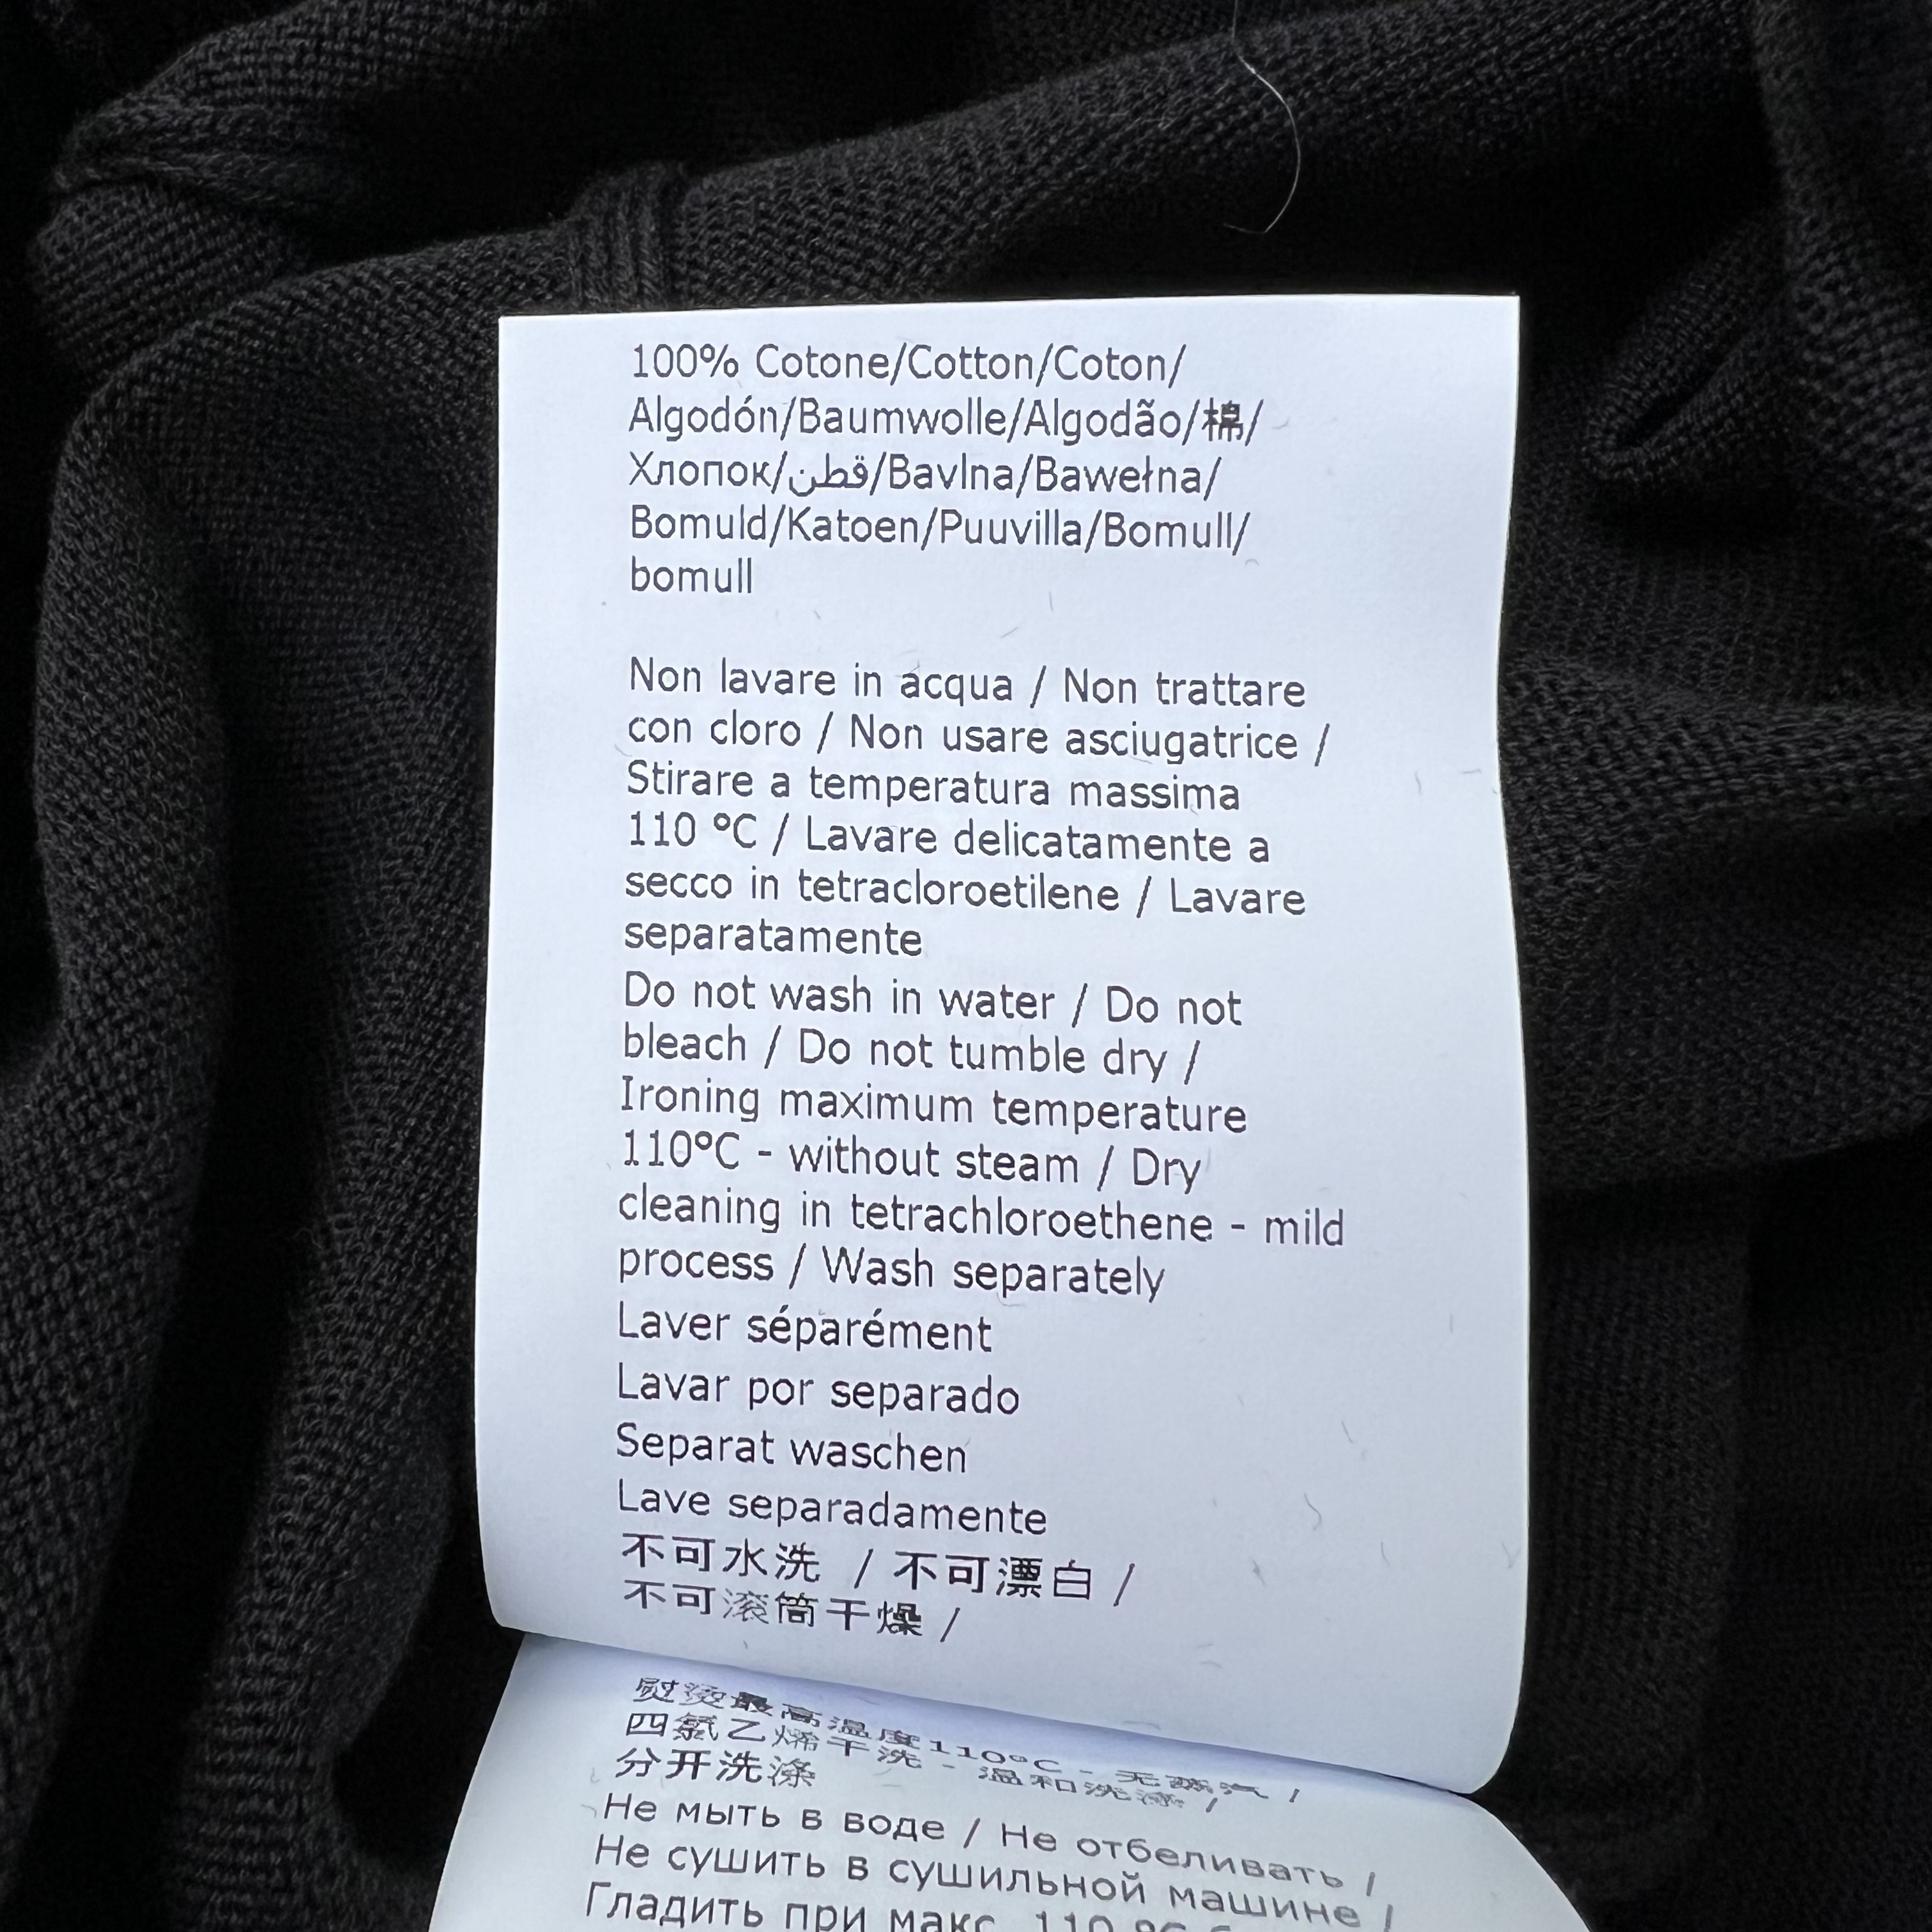 100% Cotone/Cotton/Coton/
Algodón/Baumwolle/Algodão/棉/
Хлопок/قطن/Bavlna/Bawełna/
Bomuld/Katoen/Puuvilla/Bomull/
bomull
Non lavare in acqua / Non trattare
con cloro / Non usare asciugatrice /
Stirare a temperatura massima
110 ºC / Lavare delicatamente a
secco in tetracloroetilene / Lavare
separatamente
Do not wash in water / Do not
bleach / Do not tumble dry /
Ironing maximum temperature
110ºC - without steam / Dry
cleaning in tetrachloroethene - mild
process / Wash separately
Laver séparément
Lavar por separado
Separat waschen
Lave separadamente
不可水洗 / 不可漂白 /
不可滚筒干燥 /
熨烫最高温度110ºC - 无蒸汽 /
四氯乙烯干洗 - 温和洗涤 /
分开洗涤
Не мыть в воде / Не отбеливать /
Не сушить в сушильной машине /
Гладить при макс. 110 ºC